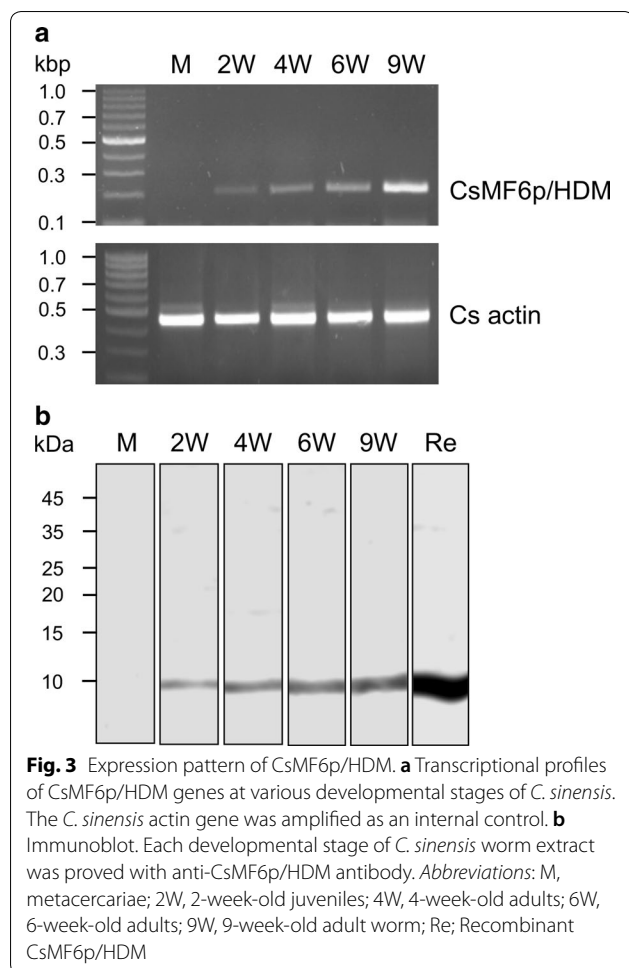 a
kbp M 2W 4W 6W 9W
1.0
0.7
0.5
0.3
0.1
CsMF6p/HDM
1.0
0.7
0.5
0.3
Cs actin
b
kDa M 2W 4W 6W 9W Re
45
35
25
20
15
10
Fig. 3 Expression pattern of CsMF6p/HDM. a Transcriptional profiles
of CsMF6p/HDM genes at various developmental stages of C. sinensis.
The C. sinensis actin gene was amplified as an internal control. b
Immunoblot. Each developmental stage of C. sinensis worm extract
was proved with anti-CsMF6p/HDM antibody. Abbreviations: M,
metacercariae; 2W, 2-week-old juveniles; 4W, 4-week-old adults; 6W,
6-week-old adults; 9W, 9-week-old adult worm; Re; Recombinant
CsMF6p/HDM